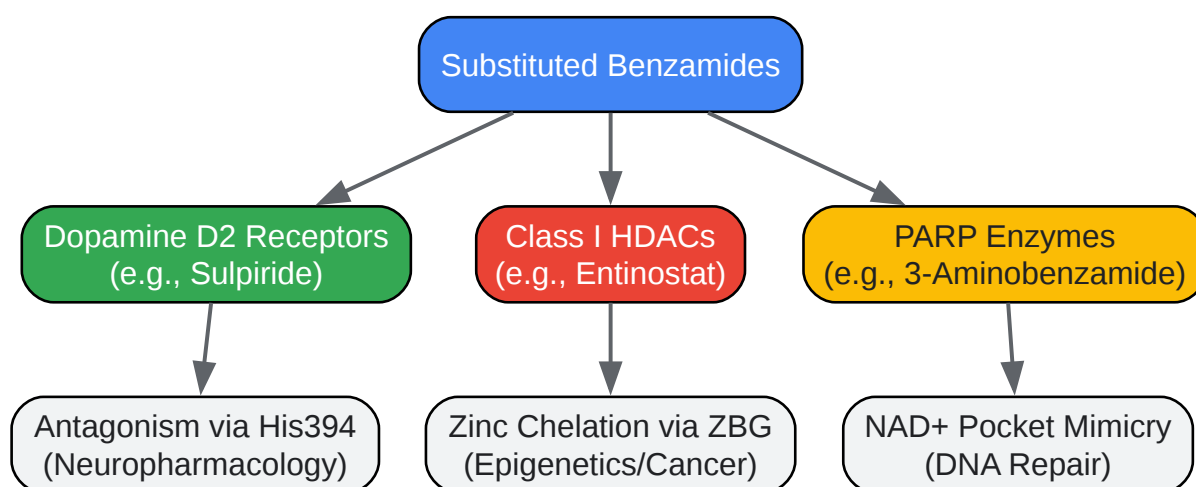 Substituted Benzamides
Dopamine D2 Receptors
(e.g., Sulpiride)
Class I HDACs
(e.g., Entinostat)
PARP Enzymes
(e.g., 3-Aminobenzamide)
Antagonism via His394
(Neuropharmacology)
Zinc Chelation via ZBG
(Epigenetics/Cancer)
NAD+ Pocket Mimicry
(DNA Repair)